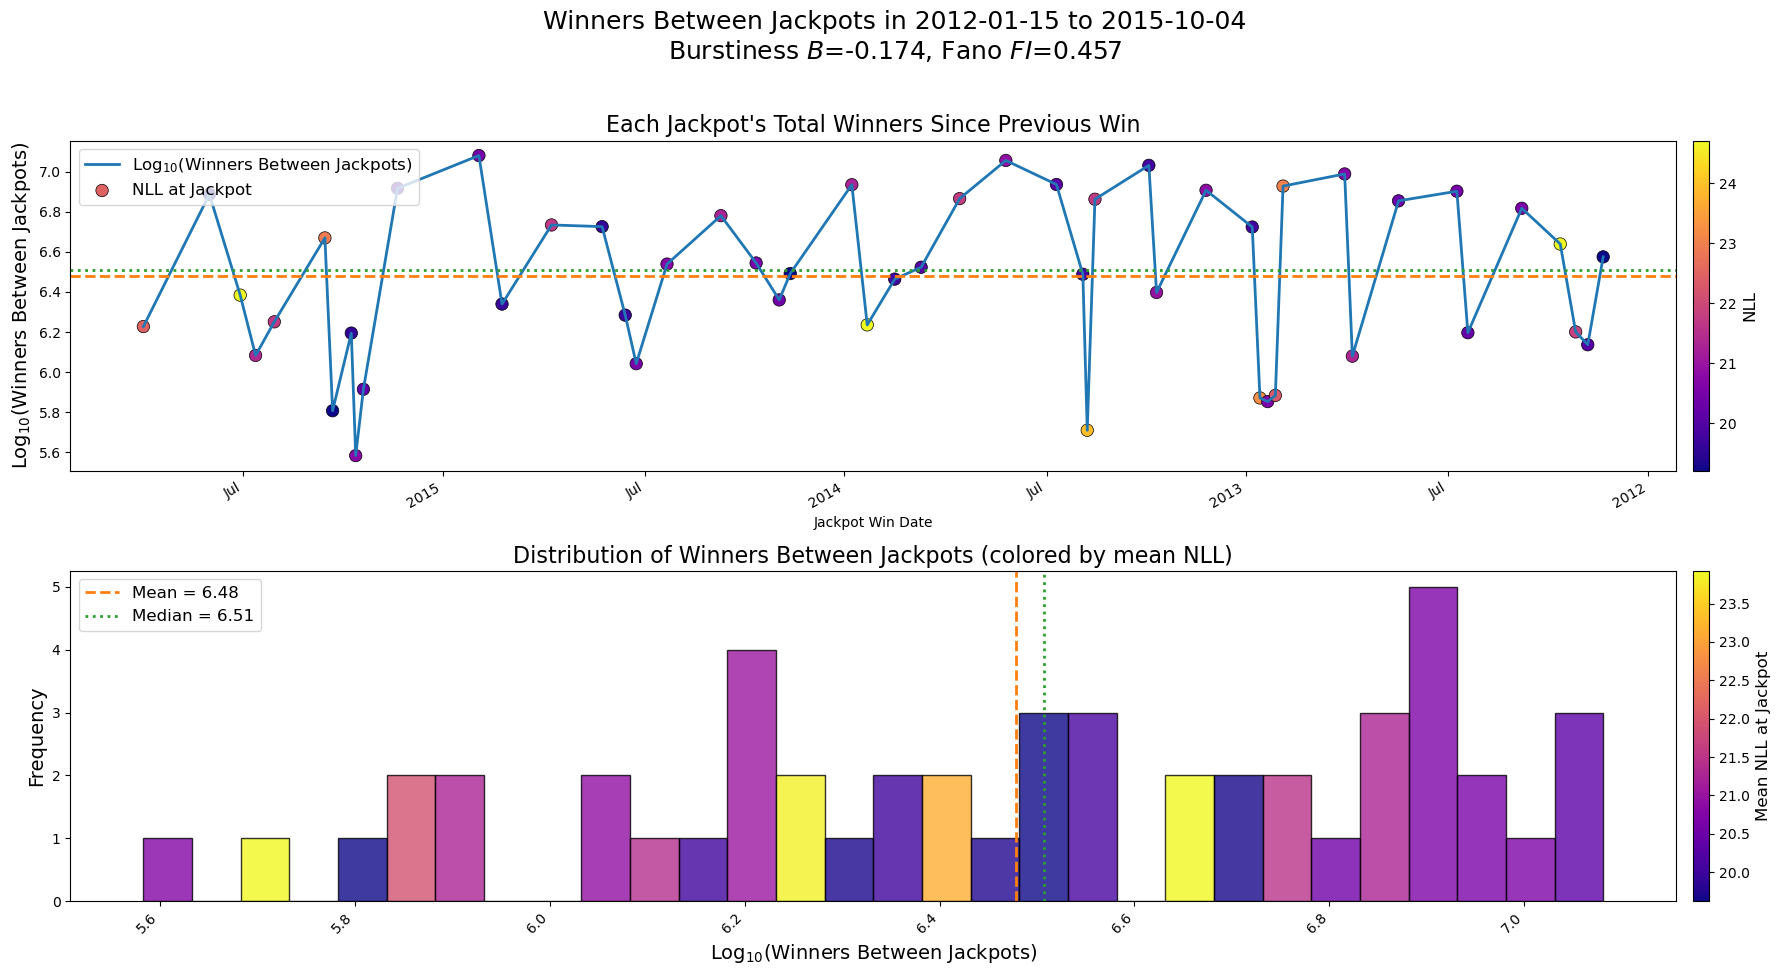 Winners Between Jackpots in 2012-01-15 to 2015-10-04
Burstiness B=-0.174, Fano FI=0.457
Each Jackpot's Total Winners Since Previous Win
Log₁₀(Winners Between Jackpots)
NLL at Jackpot
Log₁₀(Winners Between Jackpots)
7.0
6.8
6.6
6.4
6.2
6.0
5.8
5.6
Jul
2015
Jul
2014
Jul
2013
Jul
2012
Jackpot Win Date
24
23
22
21
20
NLL
Distribution of Winners Between Jackpots (colored by mean NLL)
Mean = 6.48
Median = 6.51
Frequency
5
4
3
2
1
0
5.6
5.8
6.0
6.2
6.4
6.6
6.8
7.0
Log₁₀(Winners Between Jackpots)
23.5
23.0
22.5
22.0
21.5
21.0
20.5
20.0
Mean NLL at Jackpot